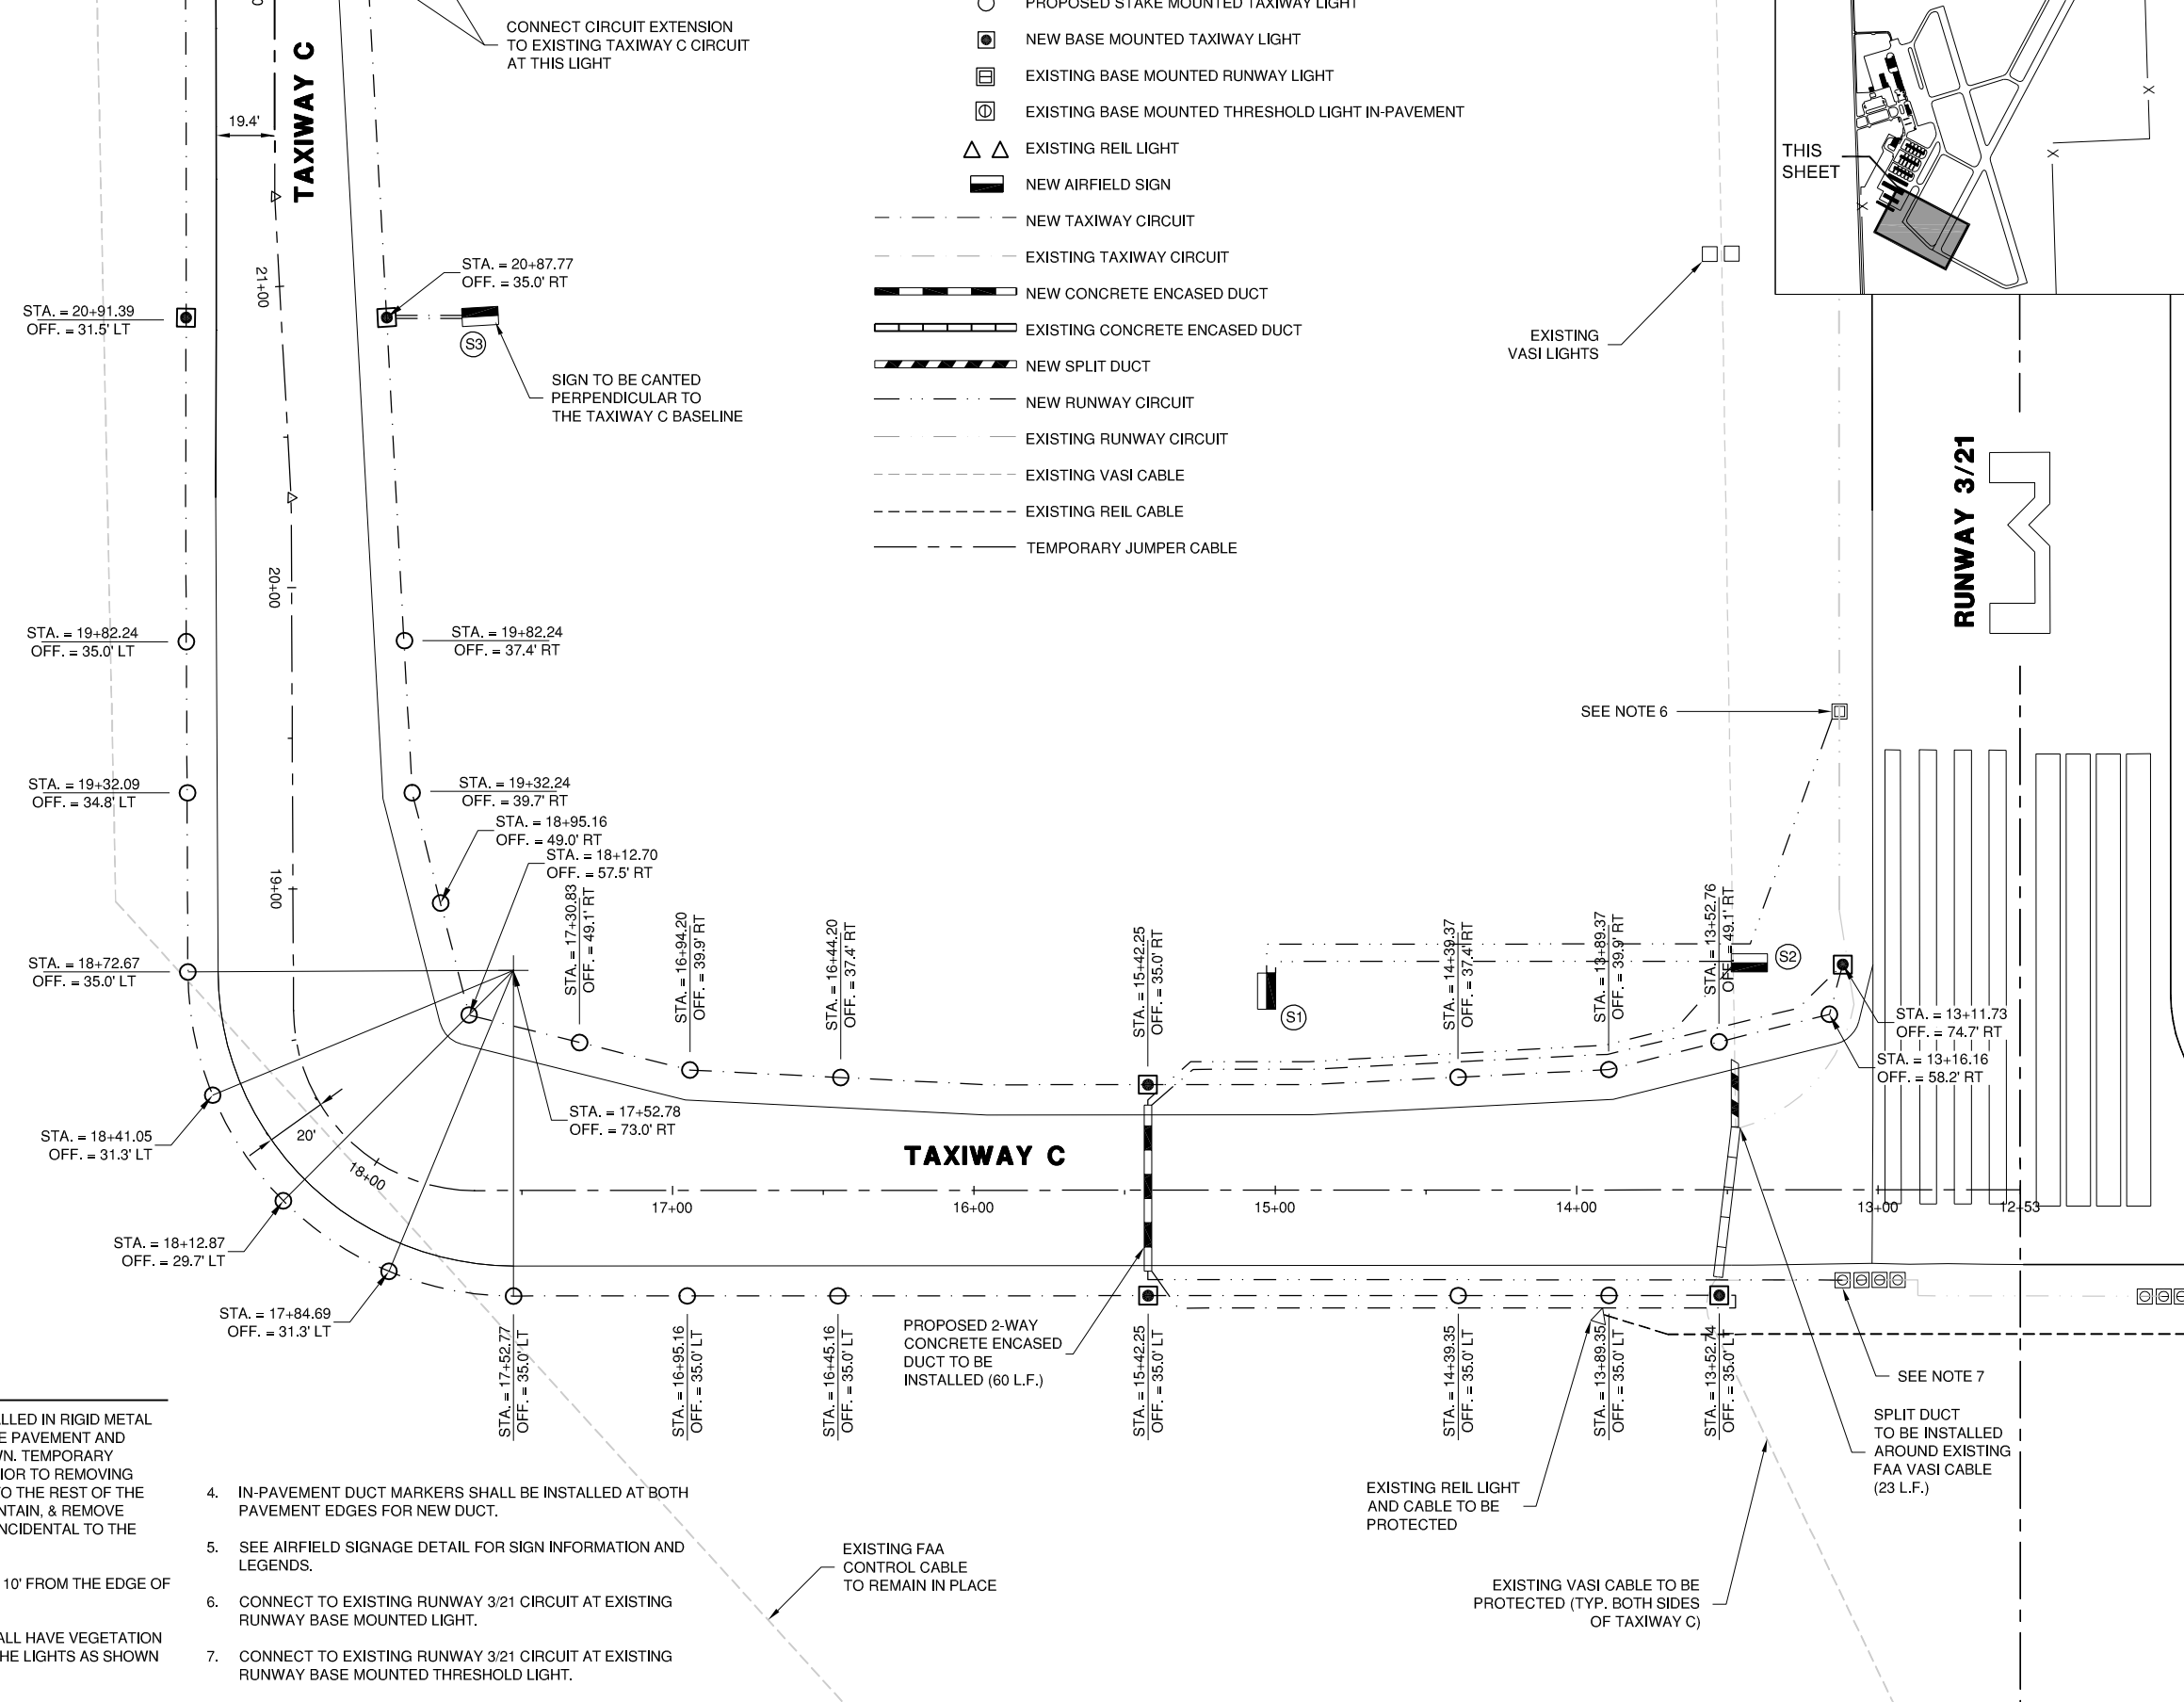 CONNECT CIRCUIT EXTENSION
TO EXISTING TAXIWAY C CIRCUIT
AT THIS LIGHT
TAXIWAY C
19.4'
PROPOSED STAKE MOUNTED TAXIWAY LIGHT
NEW BASE MOUNTED TAXIWAY LIGHT
EXISTING BASE MOUNTED RUNWAY LIGHT
EXISTING BASE MOUNTED THRESHOLD LIGHT IN-PAVEMENT
EXISTING REIL LIGHT
NEW AIRFIELD SIGN
NEW TAXIWAY CIRCUIT
EXISTING TAXIWAY CIRCUIT
NEW CONCRETE ENCASED DUCT
EXISTING CONCRETE ENCASED DUCT
NEW SPLIT DUCT
NEW RUNWAY CIRCUIT
EXISTING RUNWAY CIRCUIT
EXISTING VASI CABLE
EXISTING REIL CABLE
TEMPORARY JUMPER CABLE
THIS
SHEET
X
X
X
EXISTING
VASI LIGHTS
RUNWAY 3/21
3
21+00
20+00
19+00
18+00
STA. = 20+91.39
OFF. = 31.5' LT
STA. = 20+87.77
OFF. = 35.0' RT
S3
SIGN TO BE CANTED
PERPENDICULAR TO
THE TAXIWAY C BASELINE
STA. = 19+82.24
OFF. = 35.0' LT
STA. = 19+82.24
OFF. = 37.4' RT
STA. = 19+32.09
OFF. = 34.8' LT
STA. = 19+32.24
OFF. = 39.7' RT
STA. = 18+95.16
OFF. = 49.0' RT
STA. = 18+12.70
OFF. = 57.5' RT
SEE NOTE 6
STA. = 18+72.67
OFF. = 35.0' LT
STA. = 17+30.83
OFF. = 49.1' RT
STA. = 16+94.20
OFF. = 39.9' RT
STA. = 16+44.20
OFF. = 37.4' RT
STA. = 15+42.25
OFF. = 35.0' RT
STA. = 14+39.37
OFF. = 37.4' RT
STA. = 13+89.37
OFF. = 39.9' RT
STA. = 13+52.76
OFF. = 49.1' RT
S1
S2
STA. = 13+11.73
OFF. = 74.7' RT
STA. = 13+16.16
OFF. = 58.2' RT
STA. = 17+52.78
OFF. = 73.0' RT
STA. = 18+41.05
OFF. = 31.3' LT
20'
TAXIWAY C
17+00
16+00
15+00
14+00
13+00
12+53
STA. = 18+12.87
OFF. = 29.7' LT
STA. = 17+84.69
OFF. = 31.3' LT
STA. = 17+52.77
OFF. = 35.0' LT
STA. = 16+95.16
OFF. = 35.0' LT
STA. = 16+45.16
OFF. = 35.0' LT
PROPOSED 2-WAY
CONCRETE ENCASED
DUCT TO BE
INSTALLED (60 L.F.)
STA. = 15+42.25
OFF. = 35.0' LT
STA. = 14+39.35
OFF. = 35.0' LT
STA. = 13+89.35
OFF. = 35.0' LT
STA. = 13+52.74
OFF. = 35.0' LT
SEE NOTE 7
SPLIT DUCT
TO BE INSTALLED
AROUND EXISTING
FAA VASI CABLE
(23 L.F.)
EXISTING REIL LIGHT
AND CABLE TO BE
PROTECTED
EXISTING FAA
CONTROL CABLE
TO REMAIN IN PLACE
EXISTING VASI CABLE TO BE
PROTECTED (TYP. BOTH SIDES
OF TAXIWAY C)
ALLED IN RIGID METAL
E PAVEMENT AND
WN. TEMPORARY
IOR TO REMOVING
TO THE REST OF THE
NTAIN, & REMOVE
NCIDENTAL TO THE
10' FROM THE EDGE OF
ALL HAVE VEGETATION
HE LIGHTS AS SHOWN
4. IN-PAVEMENT DUCT MARKERS SHALL BE INSTALLED AT BOTH
PAVEMENT EDGES FOR NEW DUCT.
5. SEE AIRFIELD SIGNAGE DETAIL FOR SIGN INFORMATION AND
LEGENDS.
6. CONNECT TO EXISTING RUNWAY 3/21 CIRCUIT AT EXISTING
RUNWAY BASE MOUNTED LIGHT.
7. CONNECT TO EXISTING RUNWAY 3/21 CIRCUIT AT EXISTING
RUNWAY BASE MOUNTED THRESHOLD LIGHT.